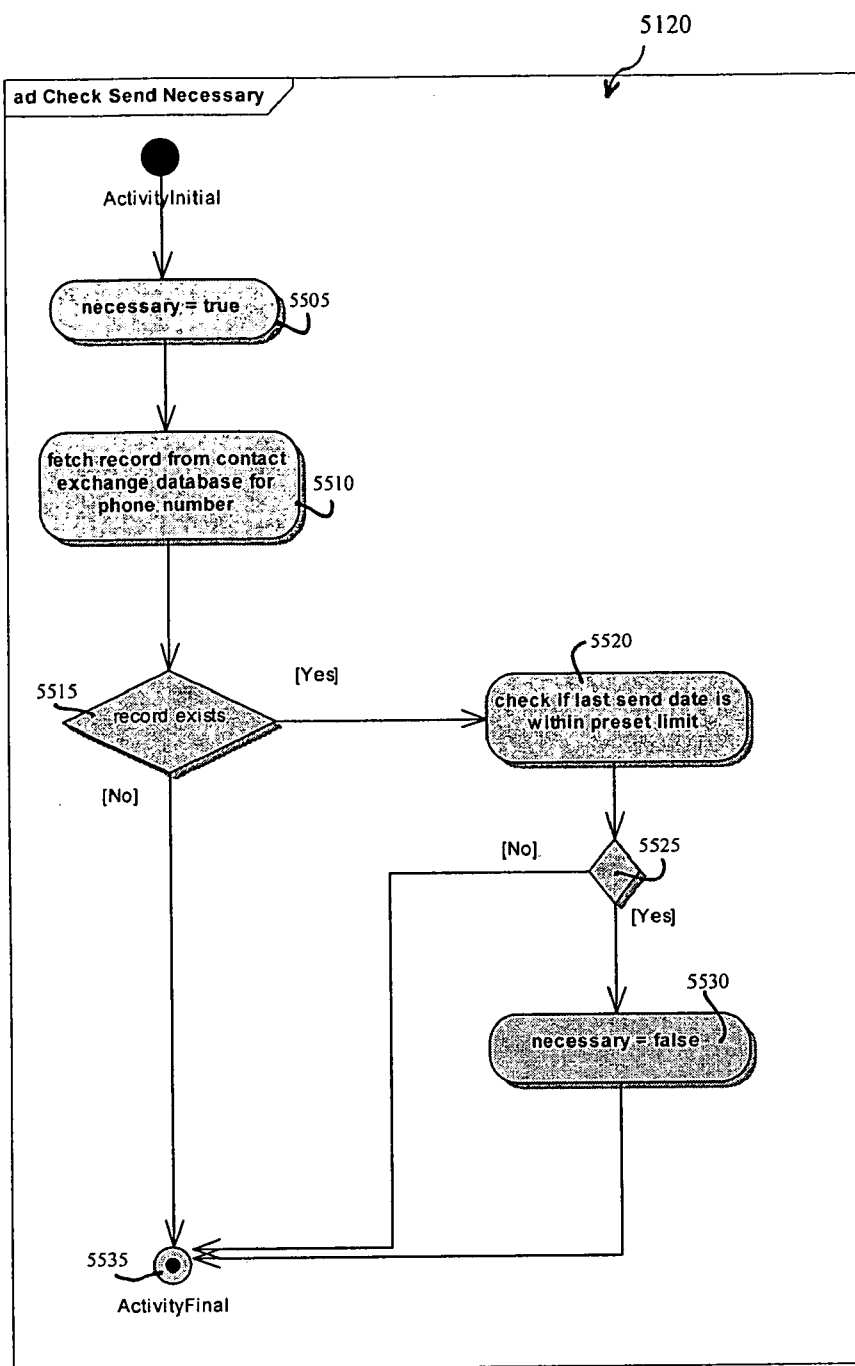 5120
ad Check Send Necessary
ActivityInitial
necessary = true
5505
fetch record from contact
exchange database for
phone number
5510
5515
record exists
[Yes]
[No]
5520
check if last send date is
within preset limit
[No]
5525
[Yes]
5530
necessary = false
5535
ActivityFinal